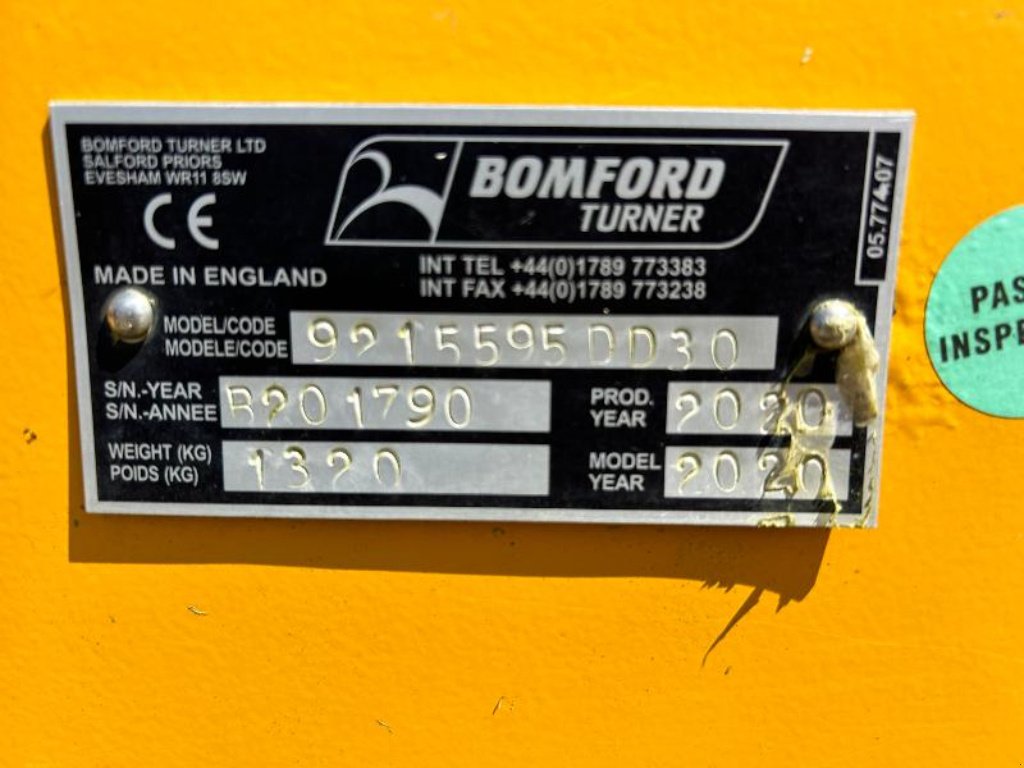 BOMFORD TURNER LTD
SALFORD PRIORS
EVESHAM WR11 8SW
CE
MADE IN ENGLAND
BOMFORD
TURNER
05.774.07
INT TEL +44(0)1789 773383
INT FAX +44(0)1789 773238
MODEL/CODE
MODELE/CODE
9215595DD30
S/N.-YEAR
S/N.-ANNEE
B201790
PROD.
YEAR
2020
WEIGHT (KG)
POIDS (KG)
1320
MODEL
YEAR
2020
PAS
INSPE